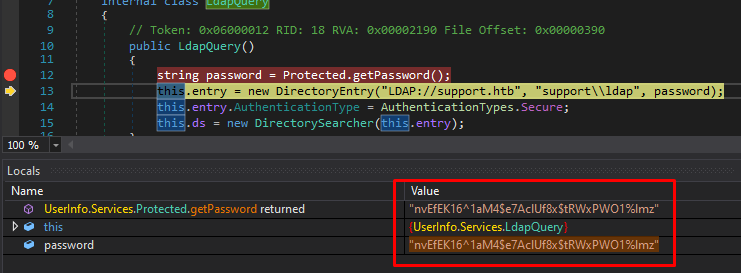 7 internal class LdapQuery
8 {
9 // Token: 0x06000012 RID: 18 RVA: 0x00002190 File Offset: 0x00000390
10 public LdapQuery()
11 {
12 string password = Protected.getPassword();
13 this.entry = new DirectoryEntry("LDAP://support.htb", "support\\ldap", password);
14 this.entry.AuthenticationType = AuthenticationTypes.Secure;
15 this.ds = new DirectorySearcher(this.entry);
100 %
Locals
Name Value
UserInfo.Services.Protected.getPassword returned "nvEfEK16^1aM4$e7AclUf8x$tRWxPWO1%lmz"
this {UserInfo.Services.LdapQuery}
password "nvEfEK16^1aM4$e7AclUf8x$tRWxPWO1%lmz"